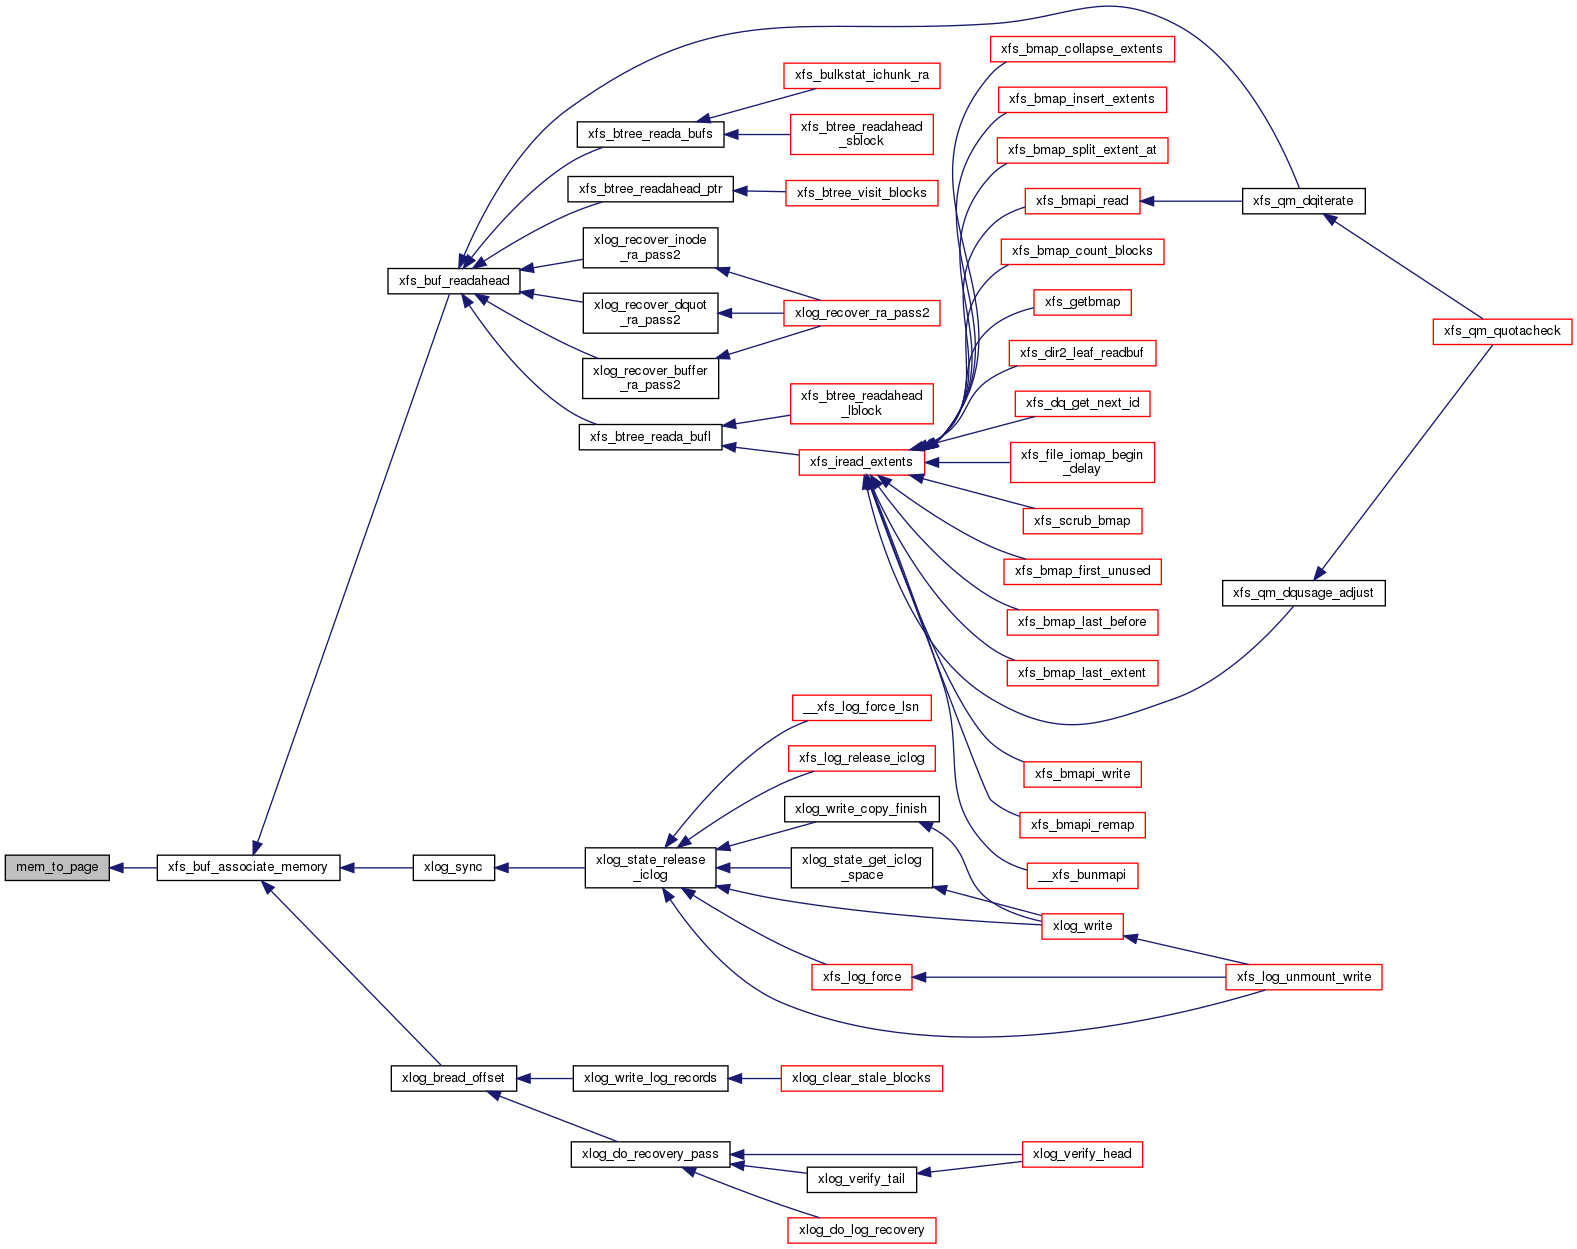 xfs_bmap_collapse_extents
xfs_bulkstat_ichunk_ra
xfs_bmap_insert_extents
xfs_btree_reada_bufs
xfs_btree_readahead
_sblock
xfs_bmap_split_extent_at
xfs_btree_readahead_ptr
xfs_btree_visit_blocks
xfs_bmapi_read
xfs_qm_dqiterate
xlog_recover_inode
_ra_pass2
xfs_bmap_count_blocks
xfs_buf_readahead
xlog_recover_dquot
_ra_pass2
xlog_recover_ra_pass2
xfs_getbmap
xfs_qm_quotacheck
xlog_recover_buffer
_ra_pass2
xfs_dir2_leaf_readbuf
xfs_btree_readahead
_lblock
xfs_dq_get_next_id
xfs_btree_reada_bufl
xfs_iread_extents
xfs_file_iomap_begin
_delay
xfs_scrub_bmap
xfs_bmap_first_unused
xfs_qm_dqusage_adjust
xfs_bmap_last_before
xfs_bmap_last_extent
__xfs_log_force_lsn
xfs_log_release_iclog
xfs_bmapi_write
xlog_write_copy_finish
xfs_bmapi_remap
mem_to_page
xfs_buf_associate_memory
xlog_sync
xlog_state_release
_iclog
xlog_state_get_iclog
_space
__xfs_bunmapi
xlog_write
xfs_log_force
xfs_log_unmount_write
xlog_bread_offset
xlog_write_log_records
xlog_clear_stale_blocks
xlog_do_recovery_pass
xlog_verify_head
xlog_verify_tail
xlog_do_log_recovery